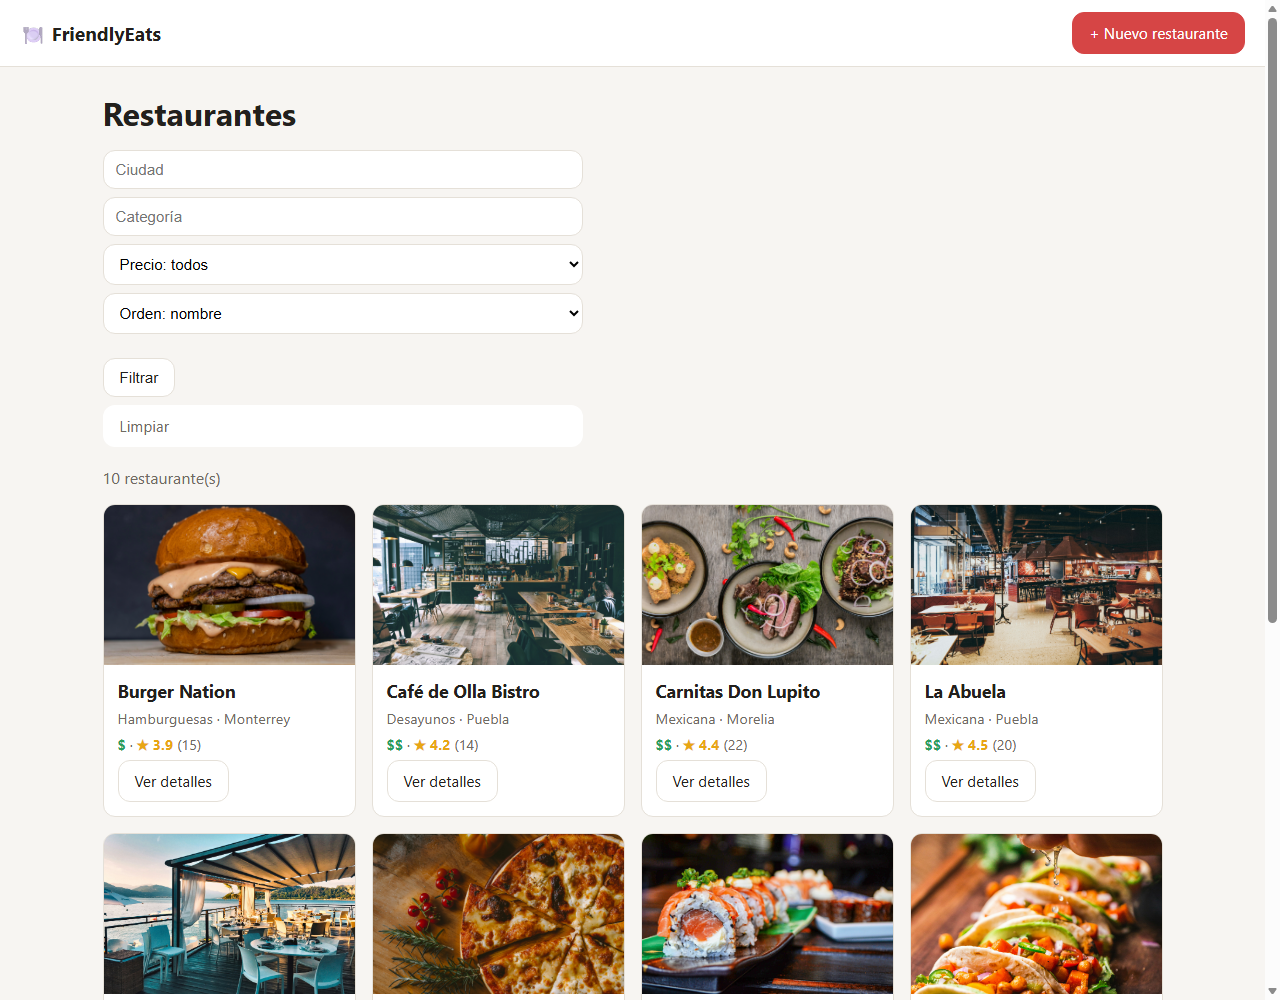 FriendlyEats
+ Nuevo restaurante
Restaurantes
Ciudad
Categoría
Precio: todos
Orden: nombre
Filtrar
Limpiar
10 restaurante(s)
Burger Nation
Hamburguesas · Monterrey
$ · ★ 3.9 (15)
Ver detalles
Café de Olla Bistro
Desayunos · Puebla
$$ · ★ 4.2 (14)
Ver detalles
Carnitas Don Lupito
Mexicana · Morelia
$$ · ★ 4.4 (22)
Ver detalles
La Abuela
Mexicana · Puebla
$$ · ★ 4.5 (20)
Ver detalles